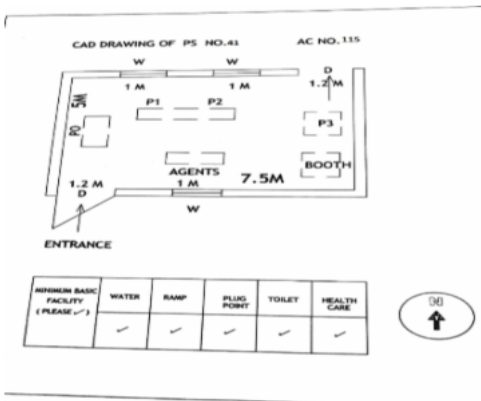 CAD DRAWING OF PS NO.41 AC NO.115
W W D
1 M 1 M 1.2 M
5M
P1 P2
PO
P3
AGENTS
BOOTH
1.2 M
D
1 M
7.5M
W
ENTRANCE
MINIMUM BASIC FACILITY (PLEASE ✓) WATER RAMP PLUG POINT TOILET HEALTH CARE
✓ ✓ ✓ ✓ ✓
N